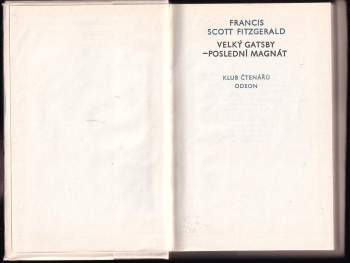 FRANCIS
SCOTT FITZGERALD
VELKÝ GATSBY
–POSLEDNÍ MAGNÁT
KLUB ČTENÁŘŮ
ODEON